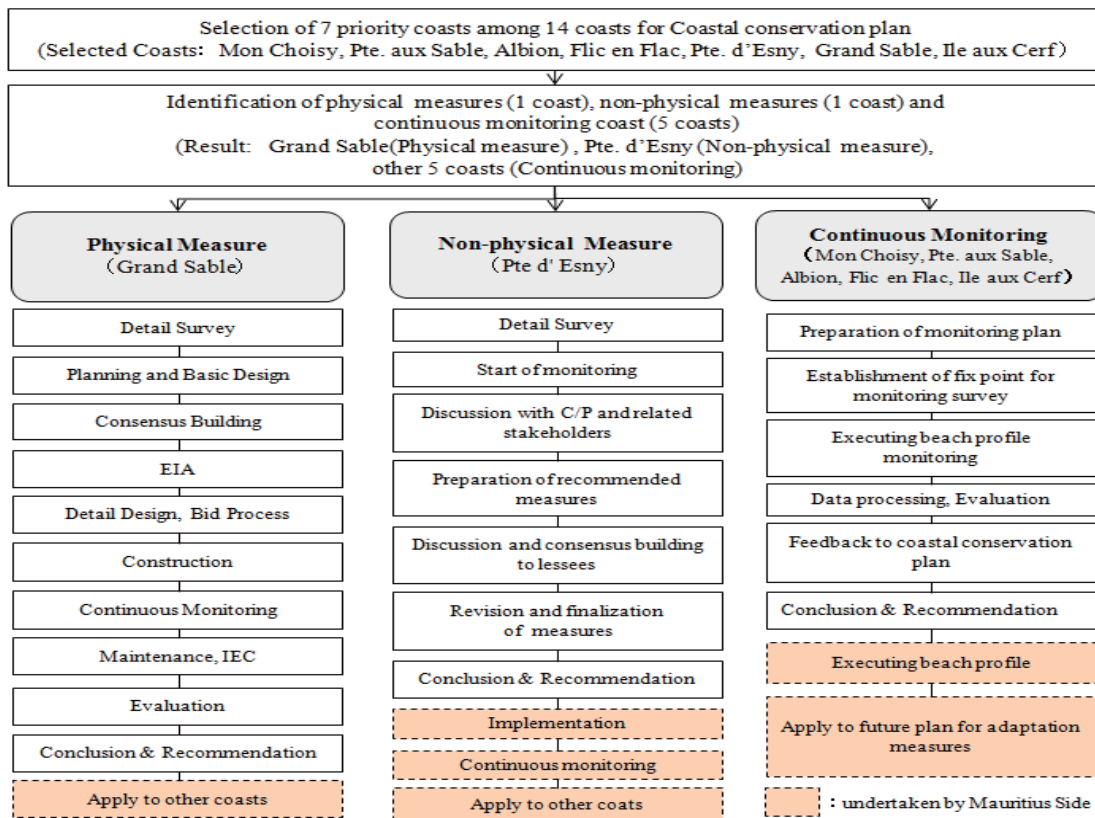 Selection of 7 priority coasts among 14 coasts for Coastal conservation plan
(Selected Coasts: Mon Choisy, Pte. aux Sable, Albion, Flic en Flac, Pte. d'Esny, Grand Sable, Ile aux Cerf)
Identification of physical measures (1 coast), non-physical measures (1 coast) and
continuous monitoring coast (5 coasts)
(Result: Grand Sable(Physical measure) , Pte. d'Esny (Non-physical measure),
other 5 coasts (Continuous monitoring)
Physical Measure
(Grand Sable)
Detail Survey
Planning and Basic Design
Consensus Building
EIA
Detail Design, Bid Process
Construction
Continuous Monitoring
Maintenance, IEC
Evaluation
Conclusion & Recommendation
Apply to other coasts
Non-physical Measure
(Pte d' Esny)
Detail Survey
Start of monitoring
Discussion with C/P and related
stakeholders
Preparation of recommended
measures
Discussion and consensus building
to lessees
Revision and finalization
of measures
Conclusion & Recommendation
Implementation
Continuous monitoring
Apply to other coats
Continuous Monitoring
(Mon Choisy, Pte. aux Sable,
Albion, Flic en Flac, Ile aux Cerf)
Preparation of monitoring plan
Establishment of fix point for
monitoring survey
Executing beach profile
monitoring
Data processing, Evaluation
Feedback to coastal conservation
plan
Conclusion & Recommendation
Executing beach profile
Apply to future plan for adaptation
measures
: undertaken by Mauritius Side